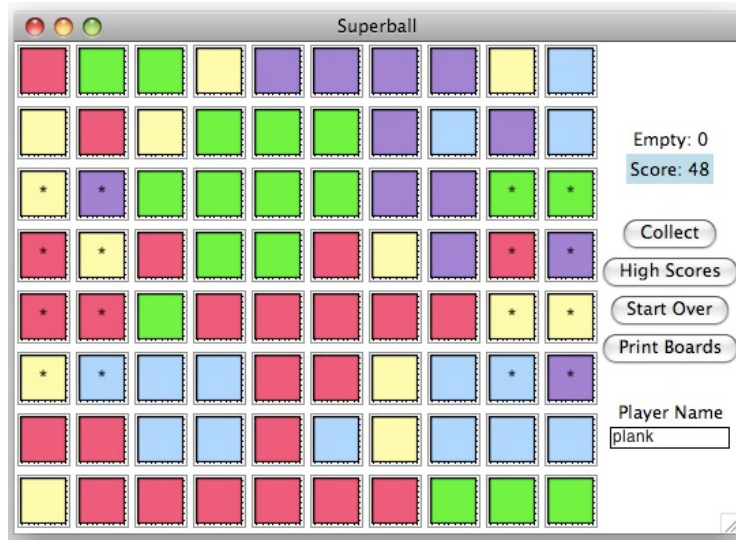 Superball
Empty: 0
Score: 48
* * * *
Collect
* * * *
High Scores
* * * *
Start Over
Print Boards
* * * *
Player Name
plank